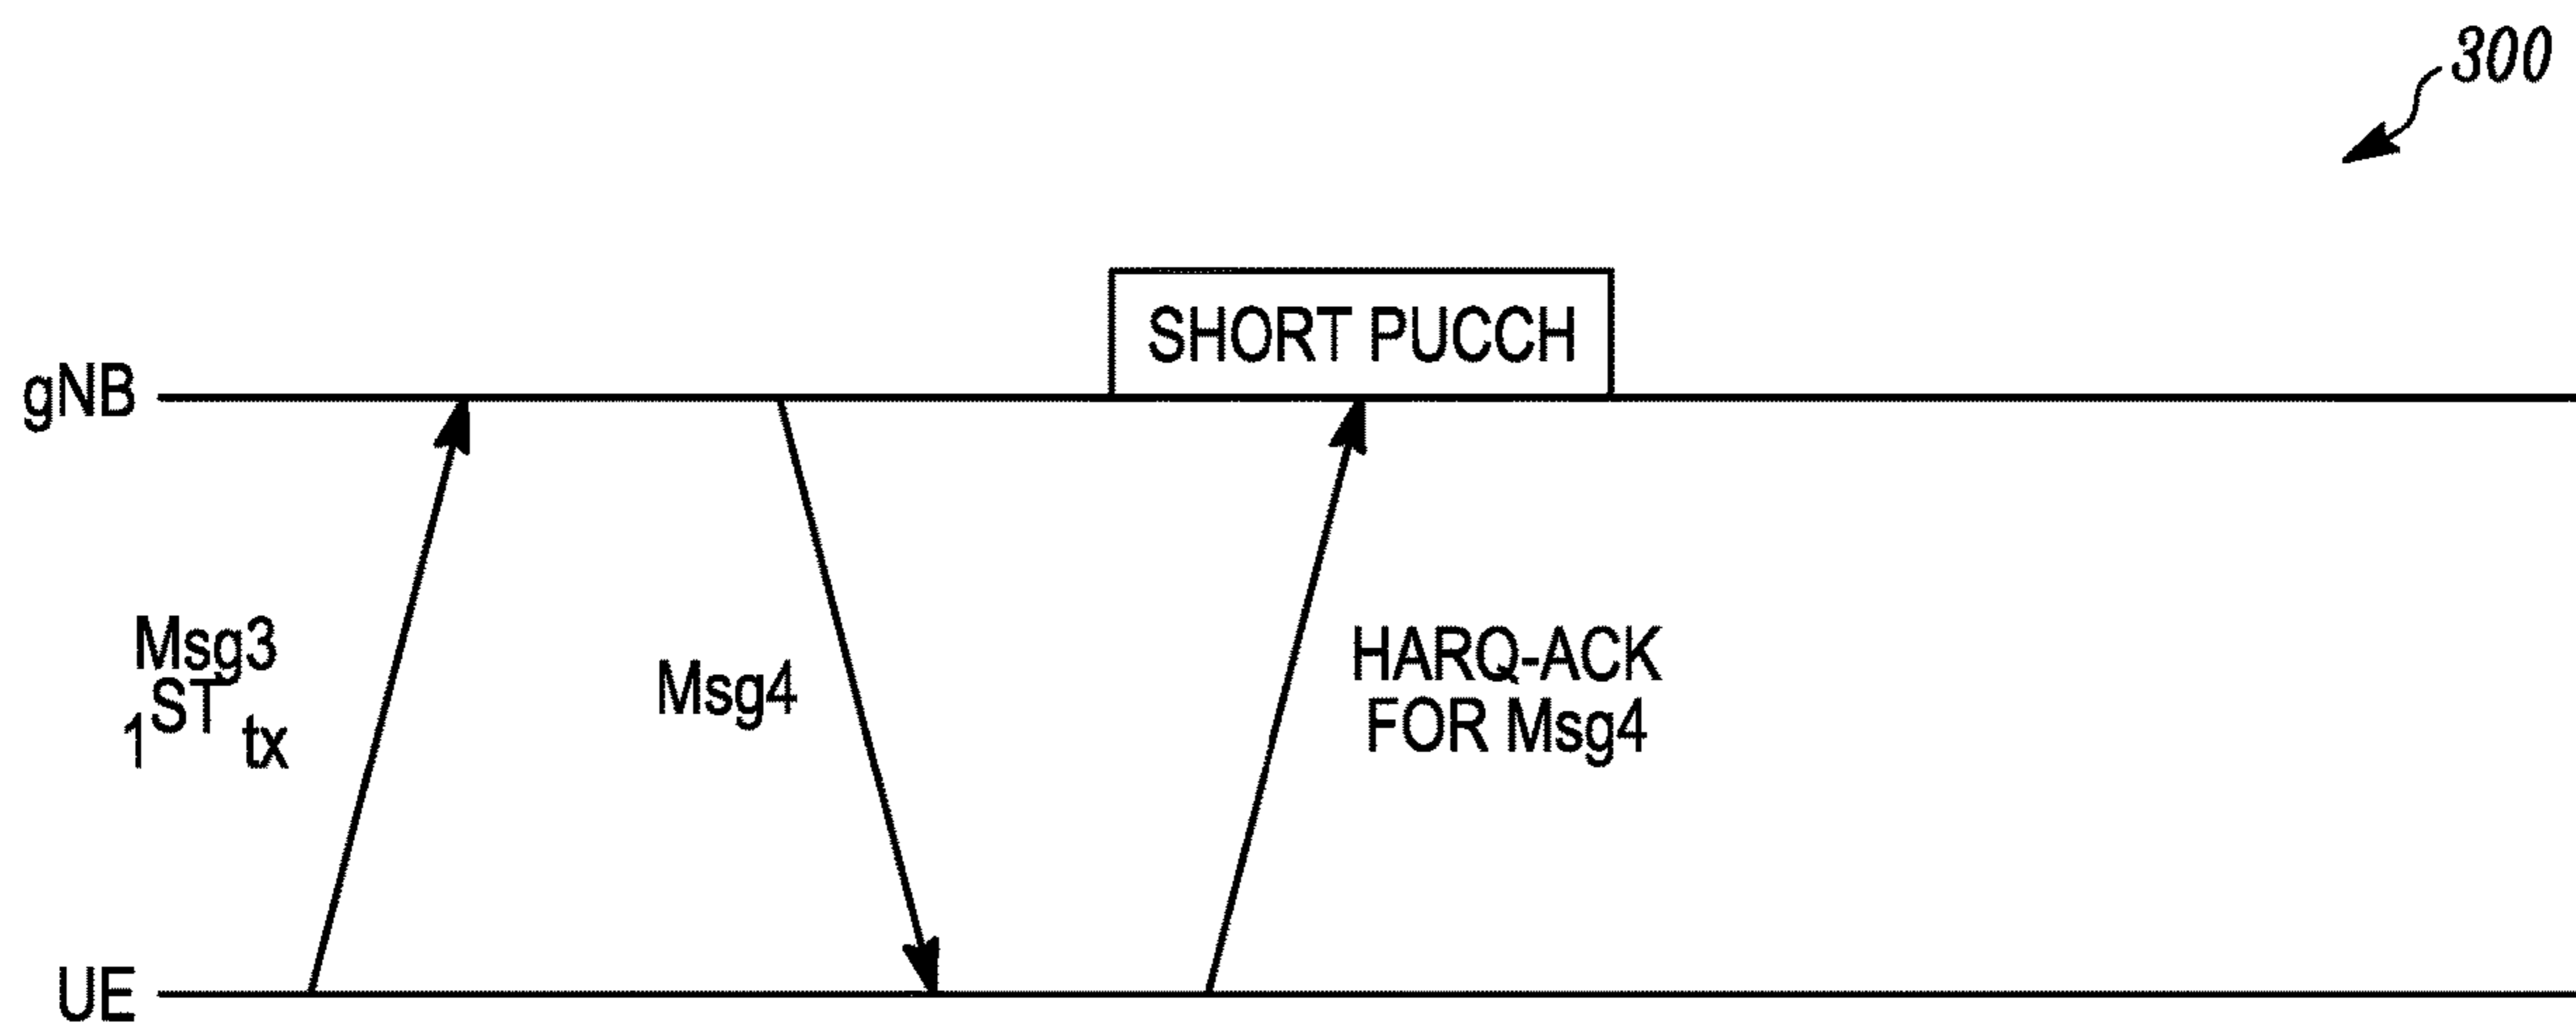 300
SHORT PUCCH
gNB
Msg3
1ST tx
Msg4
HARQ-ACK
FOR Msg4
UE